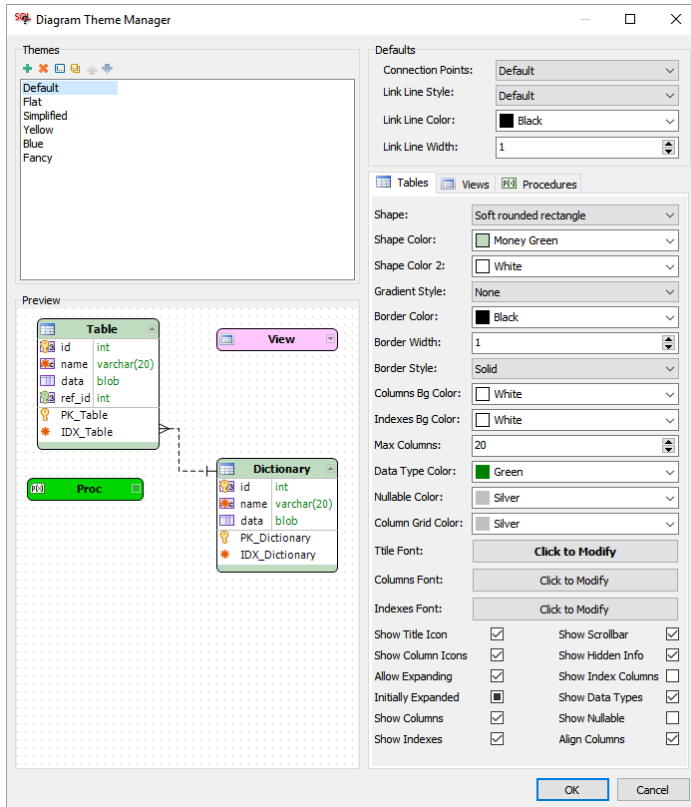 Diagram Theme Manager
Themes
Default
Flat
Simplified
Yellow
Blue
Fancy
Defaults
Connection Points: Default
Link Line Style: Default
Link Line Color: Black
Link Line Width: 1
Tables Views Procedures
Shape: Soft rounded rectangle
Shape Color: Money Green
Shape Color 2: White
Gradient Style: None
Border Color: Black
Border Width: 1
Border Style: Solid
Columns Bg Color: White
Indexes Bg Color: White
Max Columns: 20
Data Type Color: Green
Nullable Color: Silver
Column Grid Color: Silver
Ttile Font: Click to Modify
Columns Font: Click to Modify
Indexes Font: Click to Modify
Show Title Icon Show Scrollbar
Show Column Icons Show Hidden Info
Allow Expanding Show Index Columns
Initially Expanded Show Data Types
Show Columns Show Nullable
Show Indexes Align Columns
Preview
Table
id int
name varchar(20)
data blob
ref_id int
PK_Table
IDX_Table
View
Proc
Dictionary
id int
name varchar(20)
data blob
PK_Dictionary
IDX_Dictionary
OK Cancel